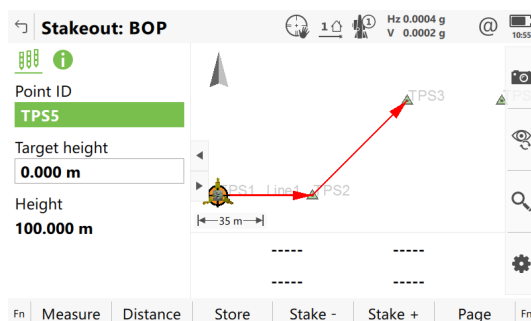 Stakeout: BOP
1
1
Hz 0.0004 g
V 0.0002 g
@
10:55
Point ID
TPS5
Target height
0.000 m
Height
100.000 m
TPS3
TPS1 Line1 TPS2
35 m
-----
-----
-----
-----
Fn Measure Distance Store Stake - Stake + Page Fn